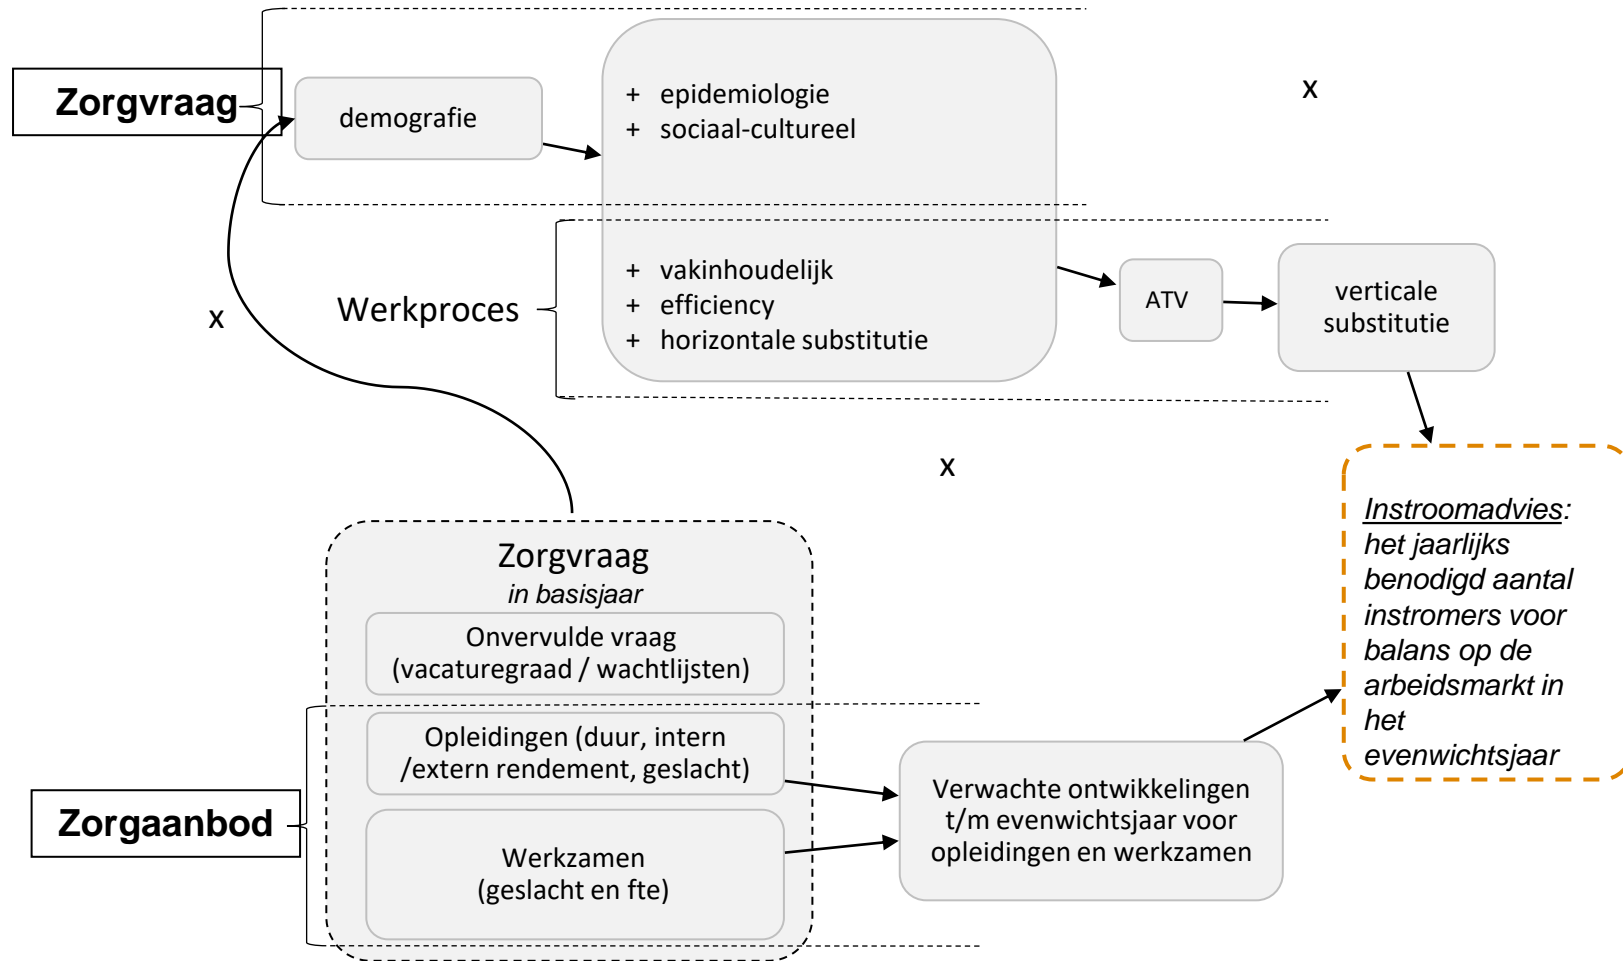 Zorgvraag
demografie
+ epidemiologie
+ sociaal-cultureel
x
Werkproces
+ vakinhoudelijk
+ efficiency
+ horizontale substitutie
ATV
verticale
substitutie
x
x
Zorgvraag
in basisjaar
Onvervulde vraag
(vacaturegraad / wachtlijsten)
Opleidingen (duur, intern
/extern rendement, geslacht)
Zorgaanbod
Werkzamen
(geslacht en fte)
Verwachte ontwikkelingen
t/m evenwichtsjaar voor
opleidingen en werkzamen
Instroomadvies:
het jaarlijks
benodigd aantal
instromers voor
balans op de
arbeidsmarkt in
het
evenwichtsjaar